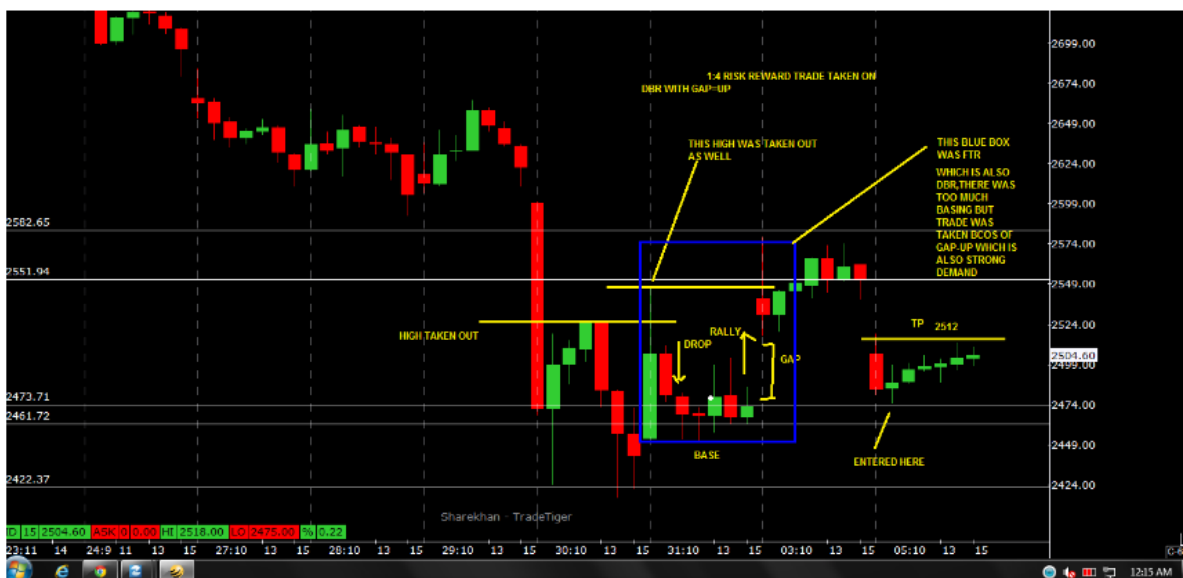 2699.00
1:4 RISK REWARD TRADE TAKEN ON
DBR WITH GAP=UP
2674.00
2649.00
THIS HIGH WAS TAKEN OUT
AS WELL
THIS BLUE BOX
WAS FTR
WHICH IS ALSO
DBR,THERE WAS
TOO MUCH
BASING BUT
TRADE WAS
TAKEN BCOS OF
GAP-UP WHCH IS
ALSO STRONG
DEMAND
2624.00
2599.00
2582.65
2574.00
2551.94
2549.00
HIGH TAKEN OUT
DROP
RALLY
GAP
TP 2512
2524.00
2504.60
2499.00
2473.71
2474.00
2461.72
2449.00
BASE
ENTERED HERE
2422.37
2424.00
Sharekhan - TradeTiger
ID 15 2504.60 ASK 0 0.00 HI 2518.00 LO 2475.00 % 0.22
23:11 14 24:9 11 13 15 27:10 13 15 28:10 13 15 29:10 13 15 30:10 13 15 31:10 13 15 03:10 13 15 05:10 13 15
12:15 AM